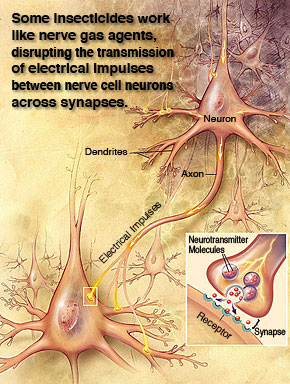 Some insecticides work
like nerve gas agents,
disrupting the transmission
of electrical impulses
between nerve cell neurons
across synapses.
Neuron
Dendrites
Axon
Electrical Impulses
Neurotransmitter
Molecules
Receptor
Synapse